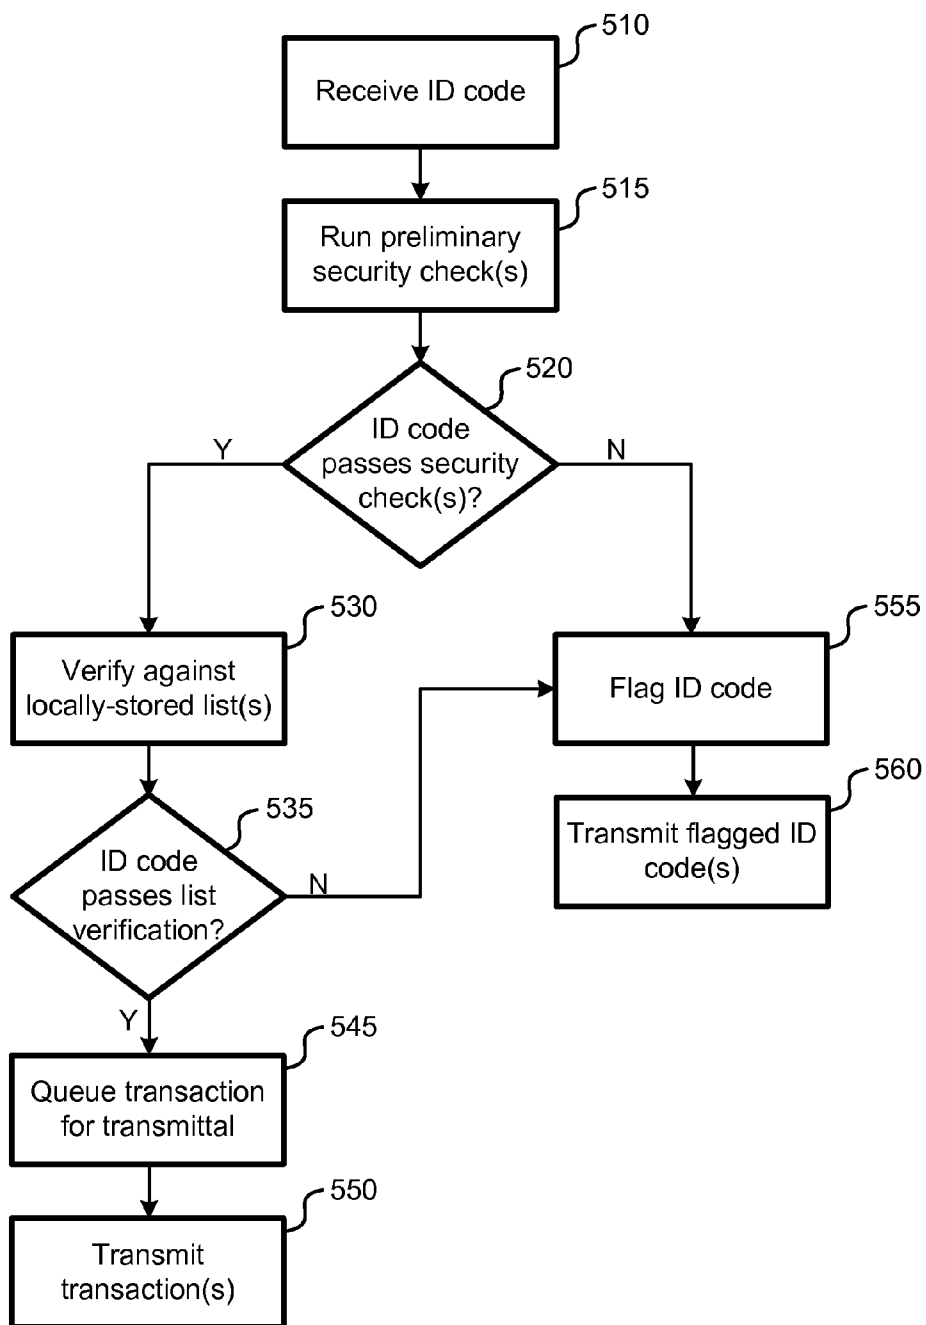 510
Receive ID code
515
Run preliminary
security check(s)
520
ID code
passes security
check(s)?
Y
N
530
Verify against
locally-stored list(s)
555
Flag ID code
560
Transmit flagged ID
code(s)
535
ID code
passes list
verification?
N
Y
545
Queue transaction
for transmittal
550
Transmit
transaction(s)